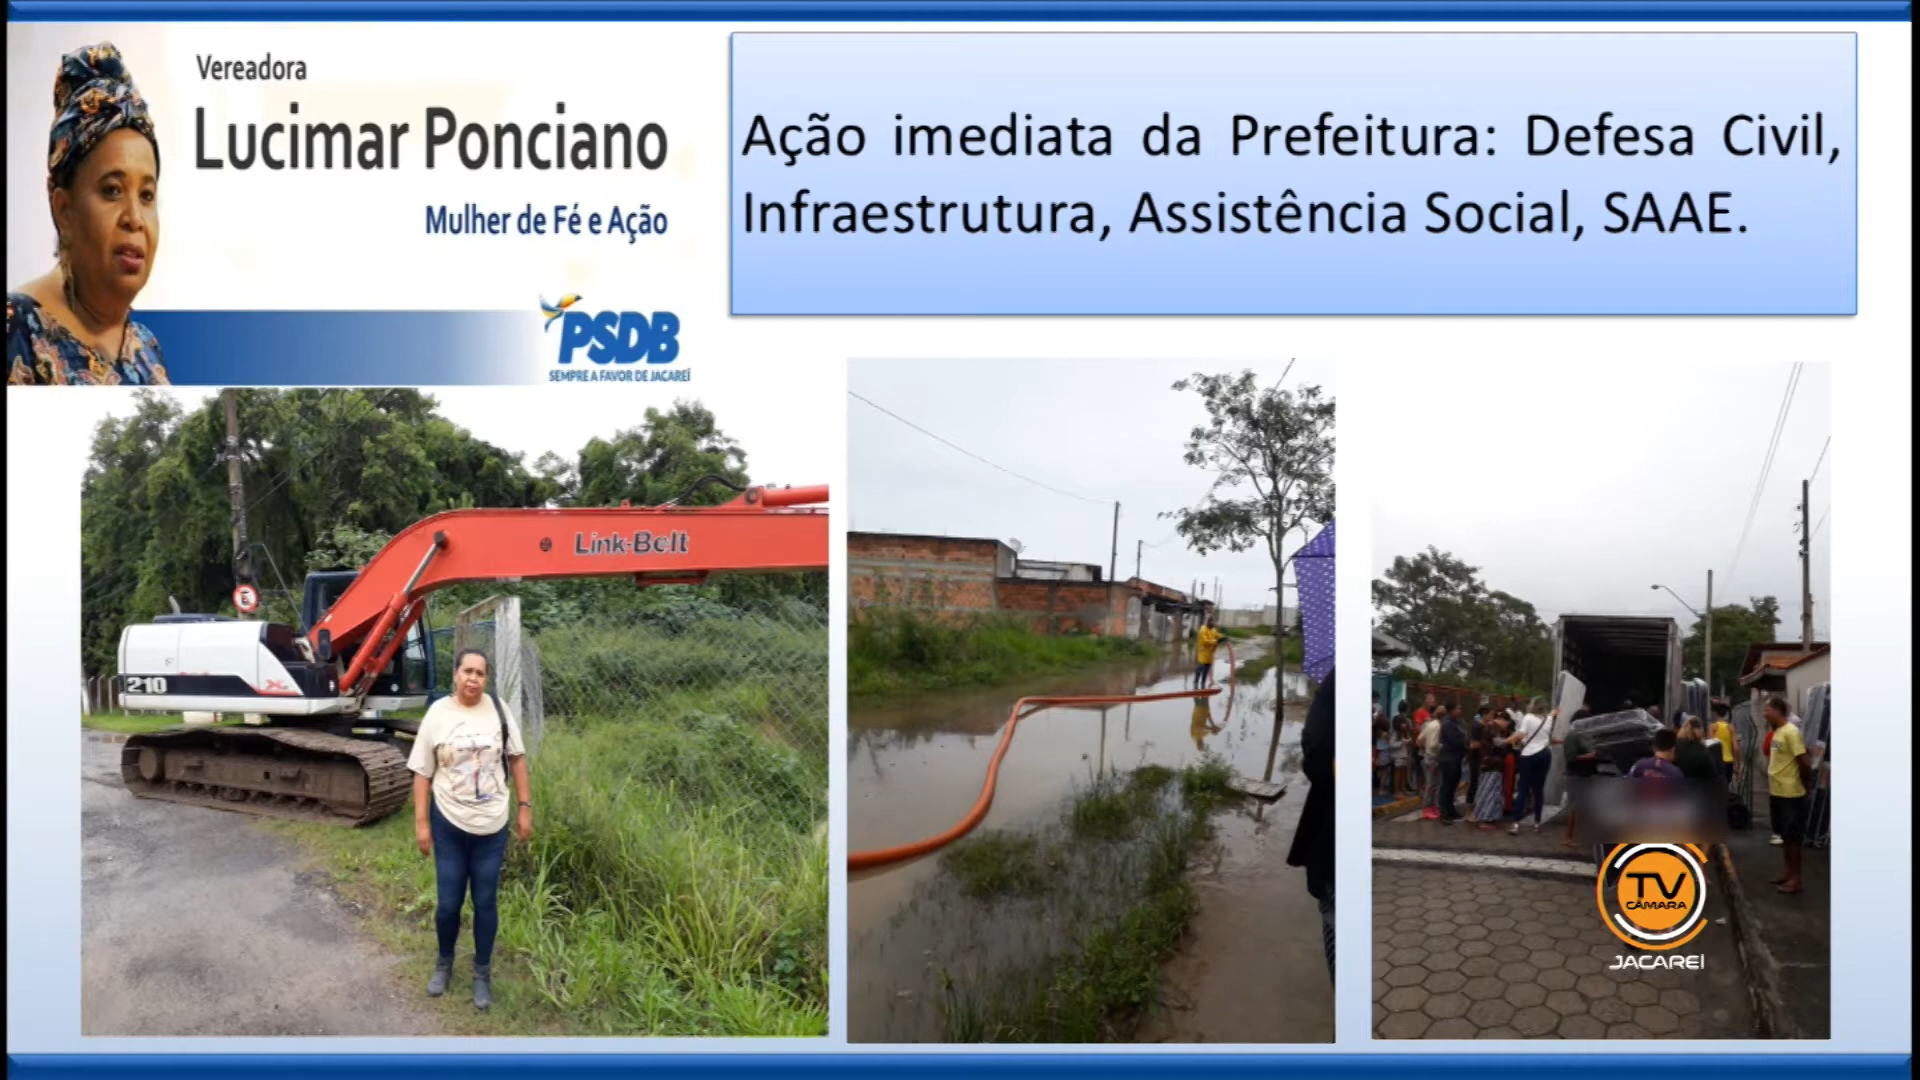 Vereadora
Lucimar Ponciano
Mulher de Fé e Ação
PSDB
SEMPRE A FAVOR DE JACAREÍ
Ação imediata da Prefeitura: Defesa Civil,
Infraestrutura, Assistência Social, SAAE.
Link-Belt
210
E
TV
CÂMARA
JACAREÍ